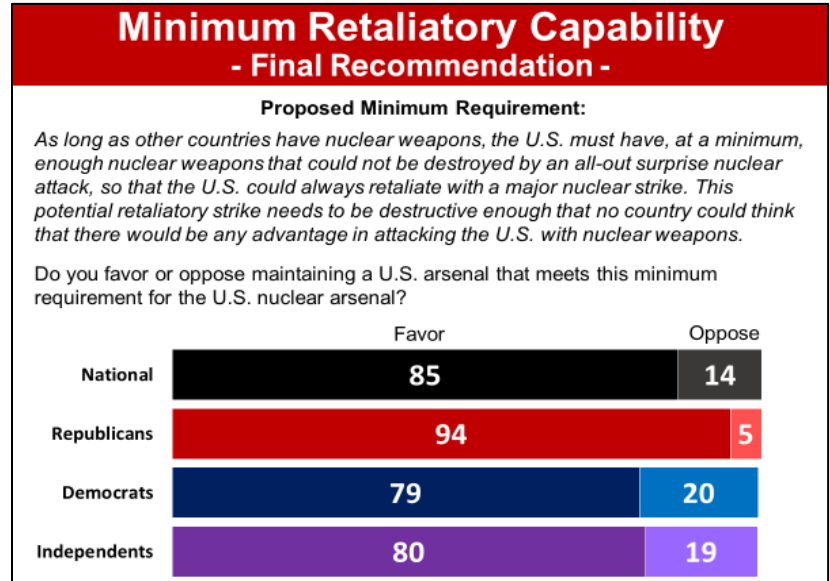 Minimum Retaliatory Capability
- Final Recommendation -
Proposed Minimum Requirement:
As long as other countries have nuclear weapons, the U.S. must have, at a minimum,
enough nuclear weapons that could not be destroyed by an all-out surprise nuclear
attack, so that the U.S. could always retaliate with a major nuclear strike. This
potential retaliatory strike needs to be destructive enough that no country could think
that there would be any advantage in attacking the U.S. with nuclear weapons.
Do you favor or oppose maintaining a U.S. arsenal that meets this minimum
requirement for the U.S. nuclear arsenal?
Favor Oppose
National 85 14
Republicans 94 5
Democrats 79 20
Independents 80 19